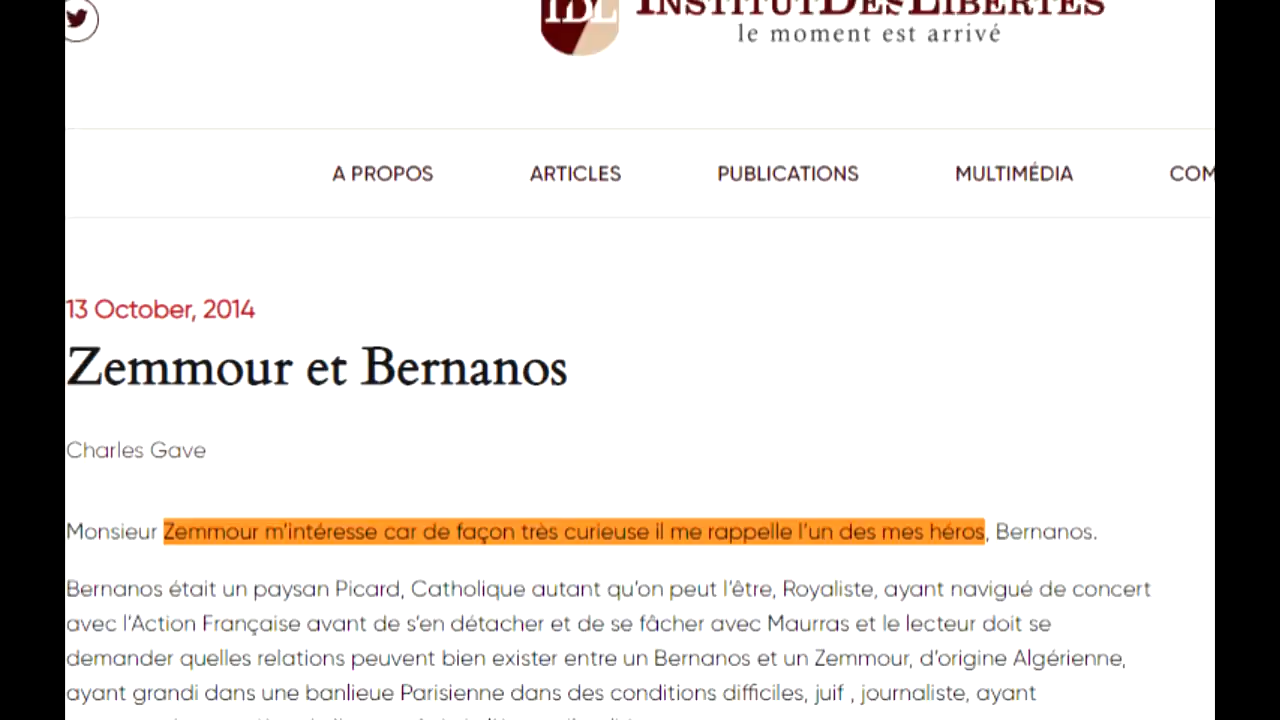 IDL
INSTITUTDESLIBERTES
le moment est arrivé
A PROPOS ARTICLES PUBLICATIONS MULTIMÉDIA COM
13 October, 2014
Zemmour et Bernanos
Charles Gave
Monsieur Zemmour m'intéresse car de façon très curieuse il me rappelle l'un des mes héros, Bernanos.
Bernanos était un paysan Picard, Catholique autant qu'on peut l'être, Royaliste, ayant navigué de concert
avec l'Action Française avant de s'en détacher et de se fâcher avec Maurras et le lecteur doit se
demander quelles relations peuvent bien exister entre un Bernanos et un Zemmour, d'origine Algérienne,
ayant grandi dans une banlieue Parisienne dans des conditions difficiles, juif , journaliste, ayant